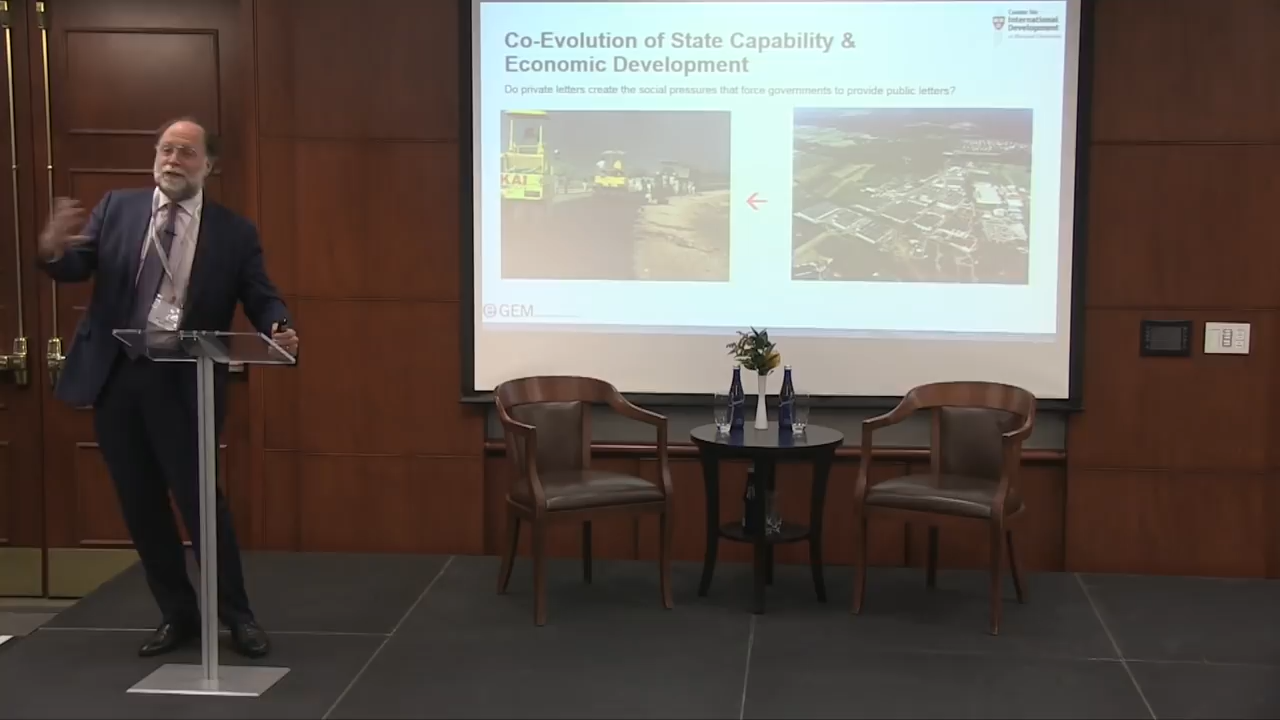 Co-Evolution of State Capability &
Economic Development
Do private letters create the social pressures that force governments to provide public letters?
Center for
International
Development
KAI
GEM